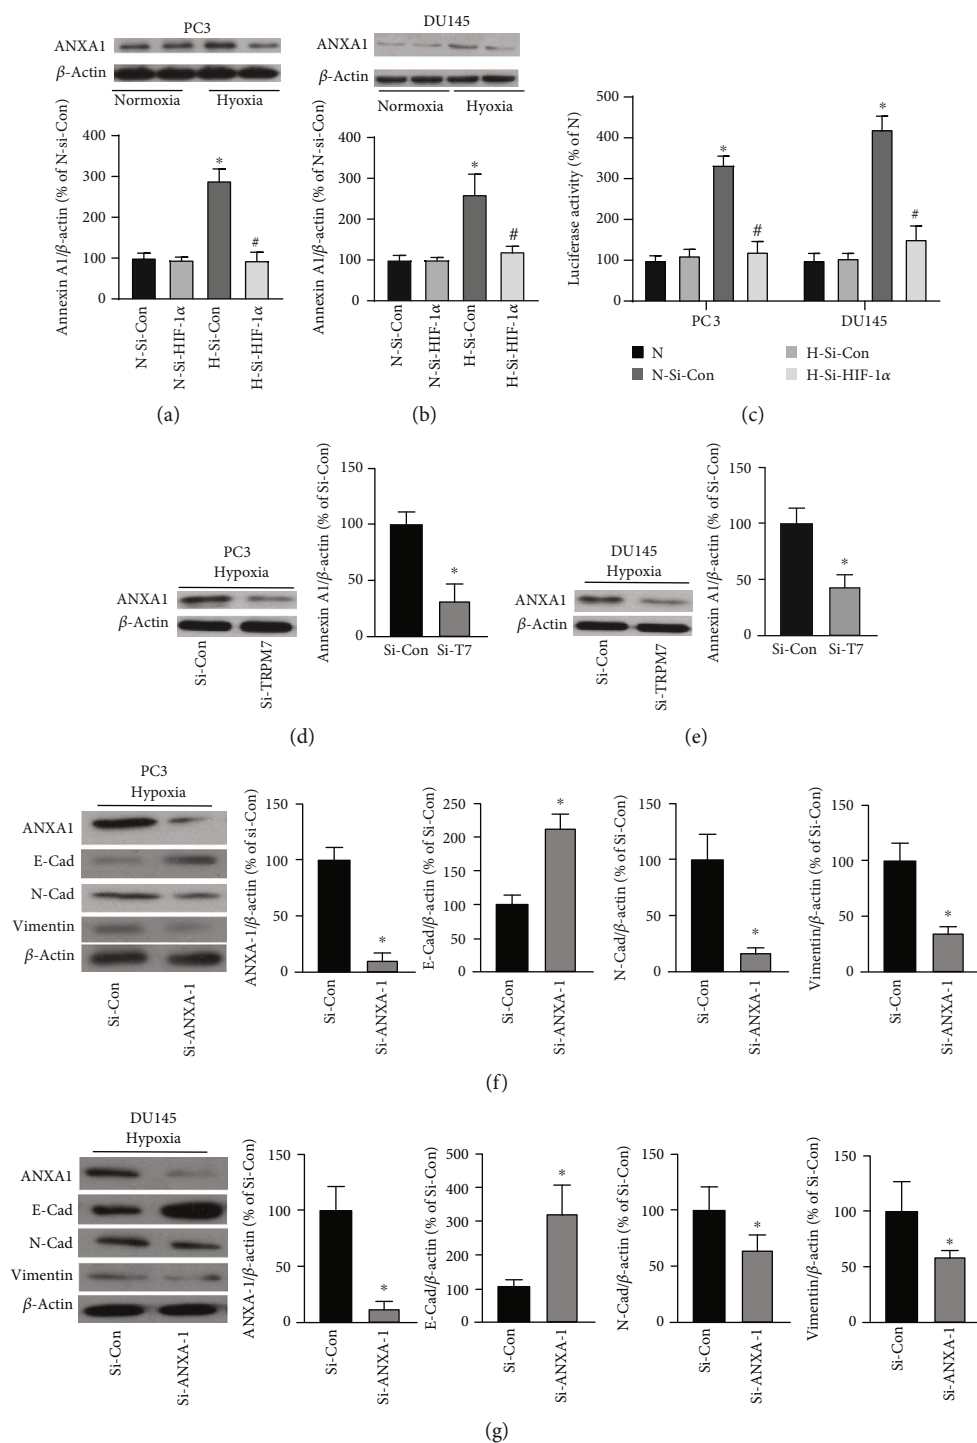 PC3
ANXA1
β-Actin
Normoxia Hyoxia
Annexin A1/β-actin (% of N-si-Con)
400
300
200
100
0
*
#
N-Si-Con
N-Si-HIF-1α
H-Si-Con
H-Si-HIF-1α
(a)
DU145
ANXA1
β-Actin
Normoxia Hyoxia
Annexin A1/β-actin (% of N-si-Con)
400
300
200
100
0
*
#
N-Si-Con
N-Si-HIF-1α
H-Si-Con
H-Si-HIF-1α
(b)
Luciferase activity (% of N)
500
400
300
200
100
0
*
#
*
#
PC3 DU145
N H-Si-Con
N-Si-Con H-Si-HIF-1α
(c)
PC3
Hypoxia
ANXA1
β-Actin
Si-Con
Si-TRPM7
Annexin A1/β-actin (% of Si-Con)
150
100
50
0
*
Si-Con Si-T7
(d)
DU145
Hypoxia
ANXA1
β-Actin
Si-Con
Si-TRPM7
Annexin A1/β-actin (% of Si-Con)
150
100
50
0
*
Si-Con Si-T7
(e)
PC3
Hypoxia
ANXA1
E-Cad
N-Cad
Vimentin
β-Actin
Si-Con
Si-ANXA-1
ANXA-1/β-actin (% of si-Con)
150
100
50
0
*
Si-Con
Si-ANXA-1
E-Cad/β-actin (% of Si-Con)
250
200
150
100
50
0
*
Si-Con
Si-ANXA-1
N-Cad/β-actin (% of Si-Con)
150
100
50
0
*
Si-Con
Si-ANXA-1
Vimentin/β-actin (% of Si-Con)
150
100
50
0
*
Si-Con
Si-ANXA-1
(f)
DU145
Hypoxia
ANXA1
E-Cad
N-Cad
Vimentin
β-Actin
Si-Con
Si-ANXA-1
ANXA-1/β-actin (% of Si-Con)
150
100
50
0
*
Si-Con
Si-ANXA-1
E-Cad/β-actin (% of Si-Con)
500
400
300
200
100
0
*
Si-Con
Si-ANXA-1
N-Cad/β-actin (% of Si-Con)
150
100
50
0
*
Si-Con
Si-ANXA-1
Vimentin/β-actin (% of Si-Con)
150
100
50
0
*
Si-Con
Si-ANXA-1
(g)